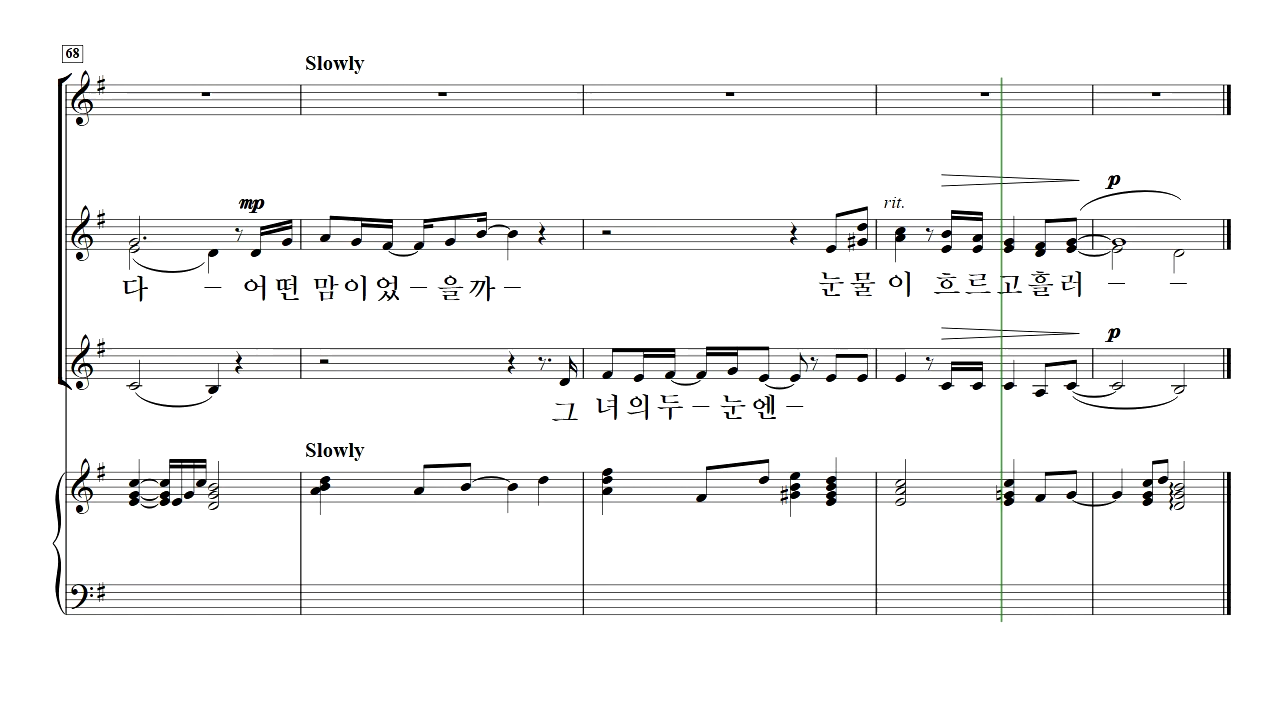 68
Slowly
mp
rit.
p
다 – 어떤 맘이었 – 을까 –
눈물이 흐르고흘러 – –
p
그 녀의두 – 눈엔 –
Slowly